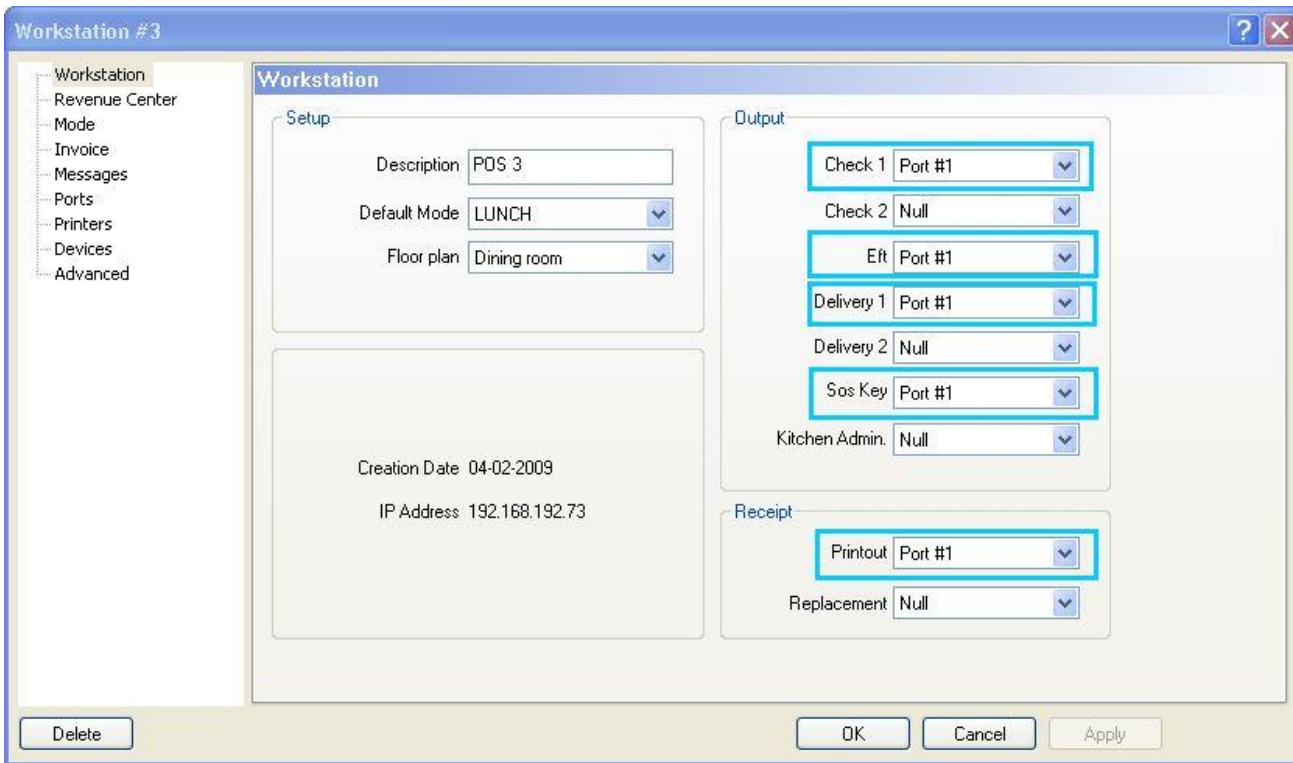 Workstation #3
Workstation
Revenue Center
Mode
Invoice
Messages
Ports
Printers
Devices
Advanced
Workstation
Setup
Description POS 3
Default Mode LUNCH
Floor plan Dining room
Creation Date 04-02-2009
IP Address 192.168.192.73
Output
Check 1 Port #1
Check 2 Null
Eft Port #1
Delivery 1 Port #1
Delivery 2 Null
Sos Key Port #1
Kitchen Admin. Null
Receipt
Printout Port #1
Replacement Null
Delete OK Cancel Apply